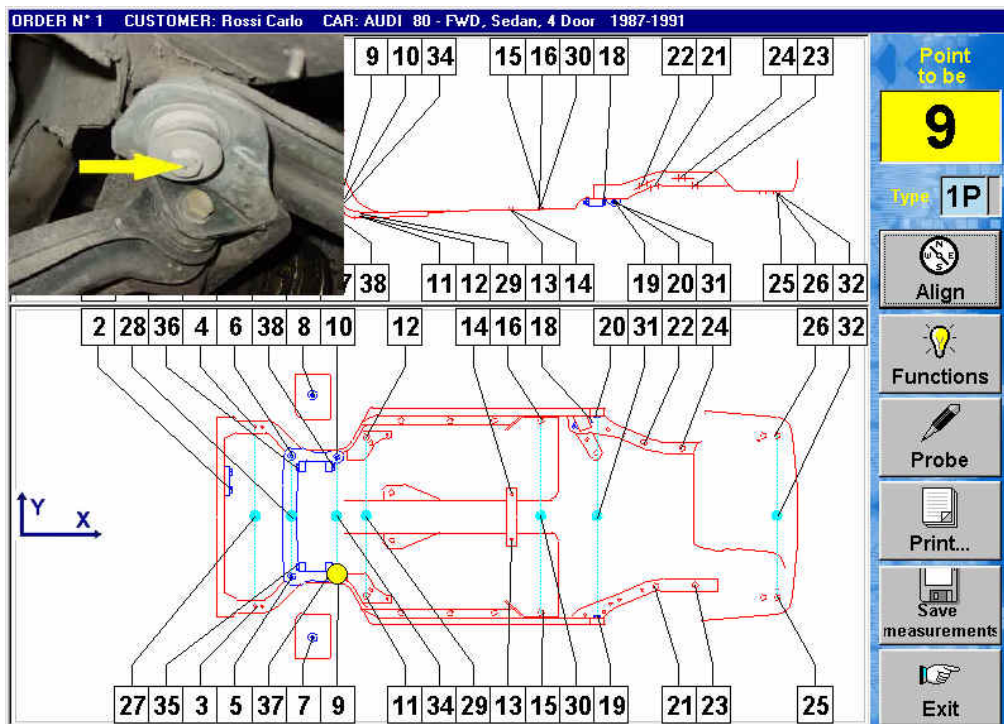 ORDER N° 1 CUSTOMER: Rossi Carlo CAR: AUDI 80 - FWD, Sedan, 4 Door 1987-1991
9 10 34 15 16 30 18 22 21 24 23
7 38 11 12 29 13 14 19 20 31 25 26 32
2 28 36 4 6 38 8 10 12 14 16 18 20 31 22 24 26 32
Y
X
27 35 3 5 37 7 9 11 34 29 13 15 30 19 21 23 25
Point
to be
9
Type 1P
N
W E
S
Align
Functions
Probe
Print...
Save
measurements
Exit